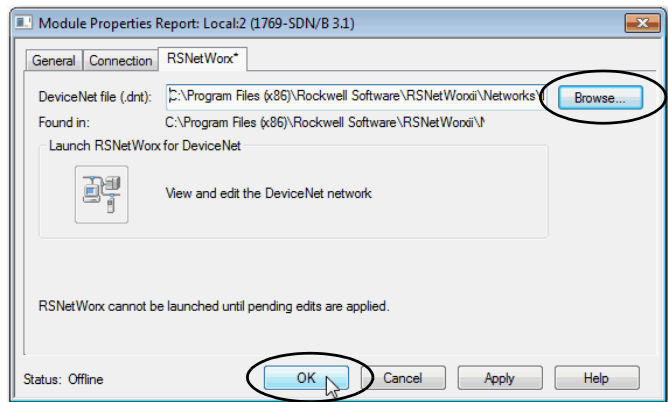 Module Properties Report: Local:2 (1769-SDN/B 3.1)
General Connection RSNetWorx*
DeviceNet file (.dnt): C:\Program Files (x86)\Rockwell Software\RSNetWorxii\Networks\ Browse...
Found in: C:\Program Files (x86)\Rockwell Software\RSNetWorxii\
Launch RSNetWorx for DeviceNet
View and edit the DeviceNet network
RSNetWorx cannot be launched until pending edits are applied.
Status: Offline OK Cancel Apply Help